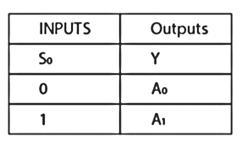 INPUTS Outputs
S₀ Y
0 A₀
1 A₁